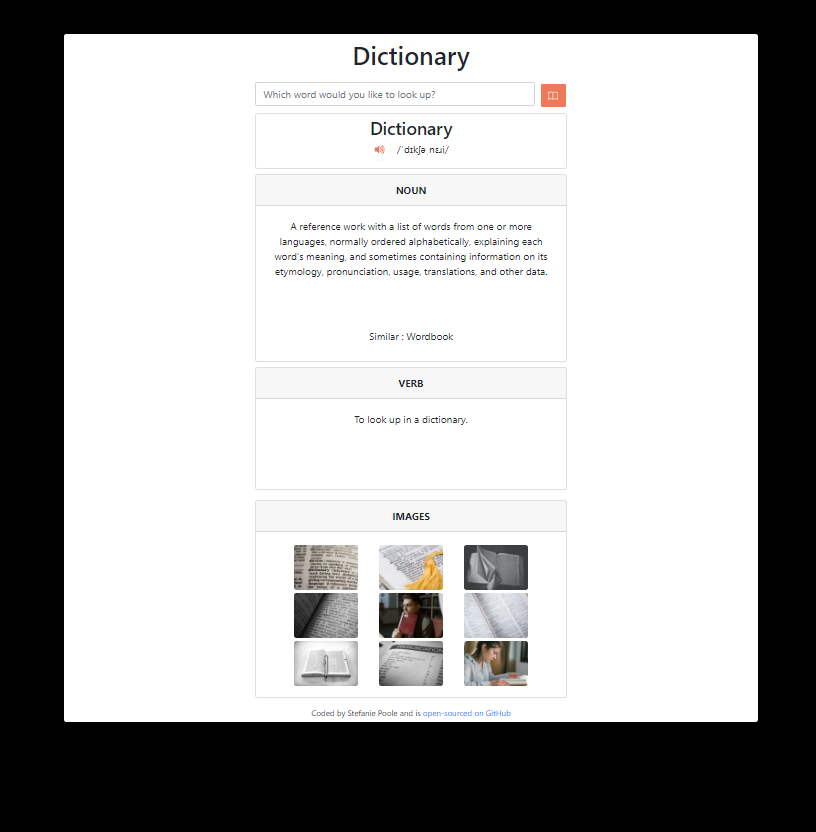 Dictionary
Which word would you like to look up?
Dictionary
/ˈdɪkʃəˌnɛɹi/
NOUN
A reference work with a list of words from one or more
languages, normally ordered alphabetically, explaining each
word's meaning, and sometimes containing information on its
etymology, pronunciation, usage, translations, and other data.
Similar : Wordbook
VERB
To look up in a dictionary.
IMAGES
Coded by Stefanie Poole and is open-sourced on GitHub